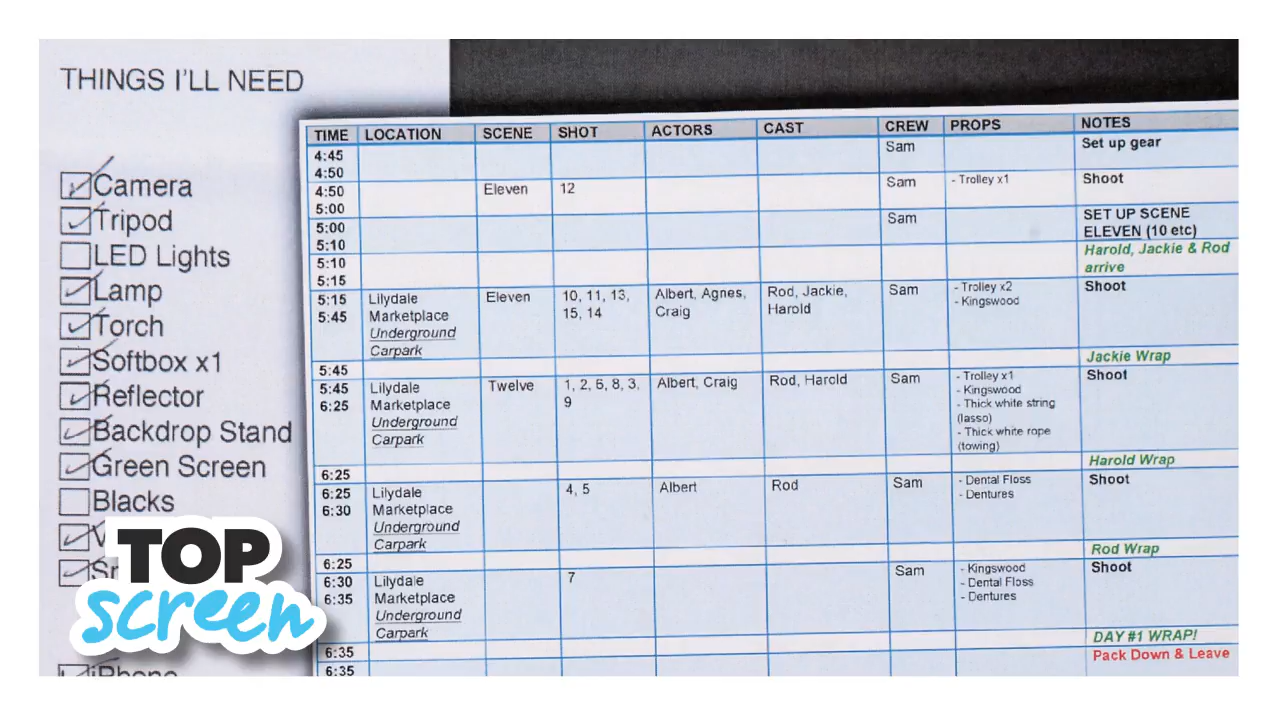 THINGS I'LL NEED
Camera
Tripod
LED Lights
Lamp
Torch
Softbox x1
Reflector
Backdrop Stand
Green Screen
Blacks
iPhone
TOP
screen
TIME LOCATION SCENE SHOT ACTORS CAST CREW PROPS NOTES
4:45 Sam Set up gear
4:50
4:50 Eleven 12 Sam - Trolley x1 Shoot
5:00
5:00 Sam SET UP SCENE
5:10 ELEVEN (10 etc)
5:10 Harold, Jackie & Rod
5:15 arrive
5:15 Lilydale Eleven 10, 11, 13, Albert, Agnes, Rod, Jackie, Sam - Trolley x2 Shoot
5:45 Marketplace 15, 14 Craig Harold - Kingswood
Underground
Carpark
5:45 Jackie Wrap
5:45 Lilydale Twelve 1, 2, 6, 8, 3, Albert, Craig Rod, Harold Sam - Trolley x1 Shoot
6:25 Marketplace 9 - Kingswood
Underground - Thick white string
(lasso)
Carpark - Thick white rope
(towing)
6:25 Harold Wrap
6:25 Lilydale 4, 5 Albert Rod Sam - Dental Floss Shoot
6:30 Marketplace - Dentures
Underground
Carpark
6:25 Rod Wrap
6:30 Lilydale 7 Sam - Kingswood Shoot
6:35 Marketplace - Dental Floss
Underground - Dentures
Carpark
6:35 DAY #1 WRAP!
6:35 Pack Down & Leave